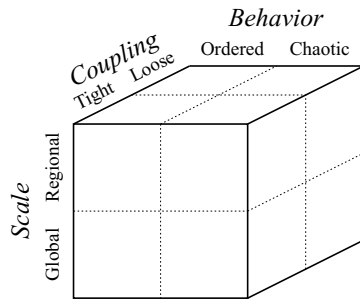 Behavior
Ordered Chaotic
Coupling
Tight Loose
Scale
Regional
Global